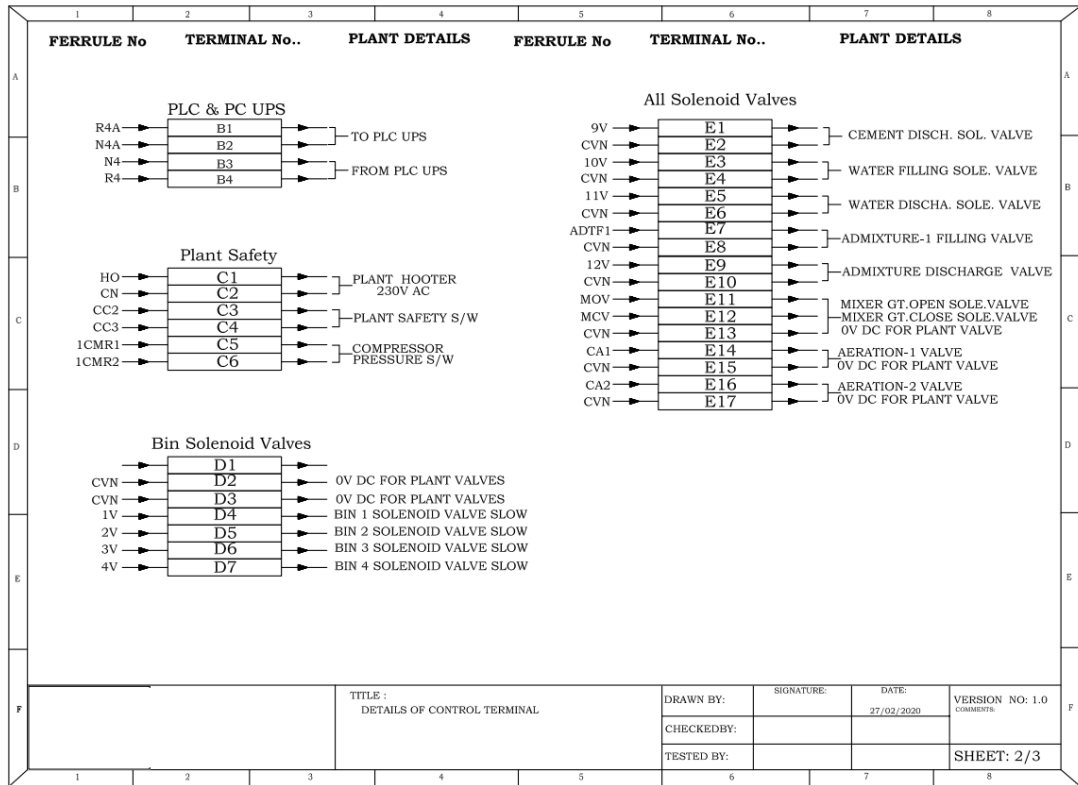 1 2 3 4 5 6 7 8
FERRULE No TERMINAL No.. PLANT DETAILS FERRULE No TERMINAL No.. PLANT DETAILS
A A
PLC & PC UPS
R4A B1
N4A B2
TO PLC UPS
N4 B3
R4 B4
FROM PLC UPS
B
Plant Safety
HO C1
CN C2
PLANT HOOTER
230V AC
CC2 C3
CC3 C4
PLANT SAFETY S/W
1CMR1 C5
1CMR2 C6
COMPRESSOR
PRESSURE S/W
C
Bin Solenoid Valves
D1
CVN D2 0V DC FOR PLANT VALVES
CVN D3 0V DC FOR PLANT VALVES
1V D4 BIN 1 SOLENOID VALVE SLOW
2V D5 BIN 2 SOLENOID VALVE SLOW
3V D6 BIN 3 SOLENOID VALVE SLOW
4V D7 BIN 4 SOLENOID VALVE SLOW
D
E
All Solenoid Valves
9V E1
CVN E2
CEMENT DISCH. SOL. VALVE
10V E3
CVN E4
WATER FILLING SOLE. VALVE
11V E5
CVN E6
WATER DISCHA. SOLE. VALVE
ADTF1 E7
CVN E8
ADMIXTURE-1 FILLING VALVE
12V E9
CVN E10
ADMIXTURE DISCHARGE VALVE
MOV E11 MIXER GT.OPEN SOLE.VALVE
MCV E12 MIXER GT.CLOSE SOLE.VALVE
CVN E13 0V DC FOR PLANT VALVE
CA1 E14 AERATION-1 VALVE
CVN E15 0V DC FOR PLANT VALVE
CA2 E16 AERATION-2 VALVE
CVN E17 0V DC FOR PLANT VALVE
B
C
D
E
F F
TITLE :
DETAILS OF CONTROL TERMINAL
DRAWN BY: SIGNATURE: DATE:
27/02/2020
VERSION NO: 1.0
COMMENTS:
CHECKEDBY:
TESTED BY:
SHEET: 2/3
1 2 3 4 5 6 7 8